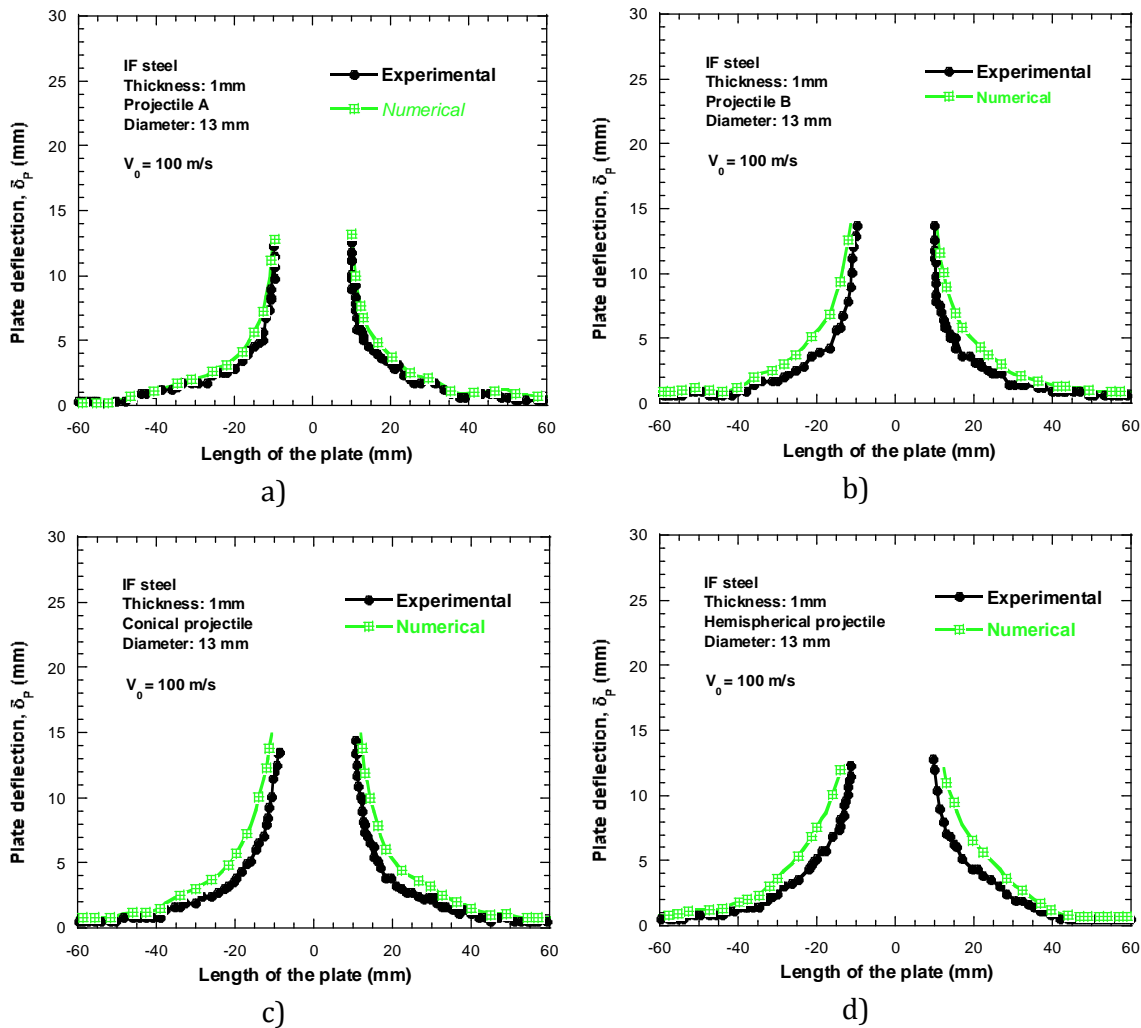 IF steel
Thickness: 1mm
Projectile A
Diameter: 13 mm
V0 = 100 m/s
Experimental
Numerical
Plate deflection, δp (mm)
30
25
20
15
10
5
0
-60 -40 -20 0 20 40 60
Length of the plate (mm)
a)
IF steel
Thickness: 1mm
Projectile B
Diameter: 13 mm
V0 = 100 m/s
Experimental
Numerical
Plate deflection, δp (mm)
30
25
20
15
10
5
0
-60 -40 -20 0 20 40 60
Length of the plate (mm)
b)
IF steel
Thickness: 1mm
Conical projectile
Diameter: 13 mm
V0 = 100 m/s
Experimental
Numerical
Plate deflection, δp (mm)
30
25
20
15
10
5
0
-60 -40 -20 0 20 40 60
Length of the plate (mm)
c)
IF steel
Thickness: 1mm
Hemispherical projectile
Diameter: 13 mm
V0 = 100 m/s
Experimental
Numerical
Plate deflection, δp (mm)
30
25
20
15
10
5
0
-60 -40 -20 0 20 40 60
Length of the plate (mm)
d)